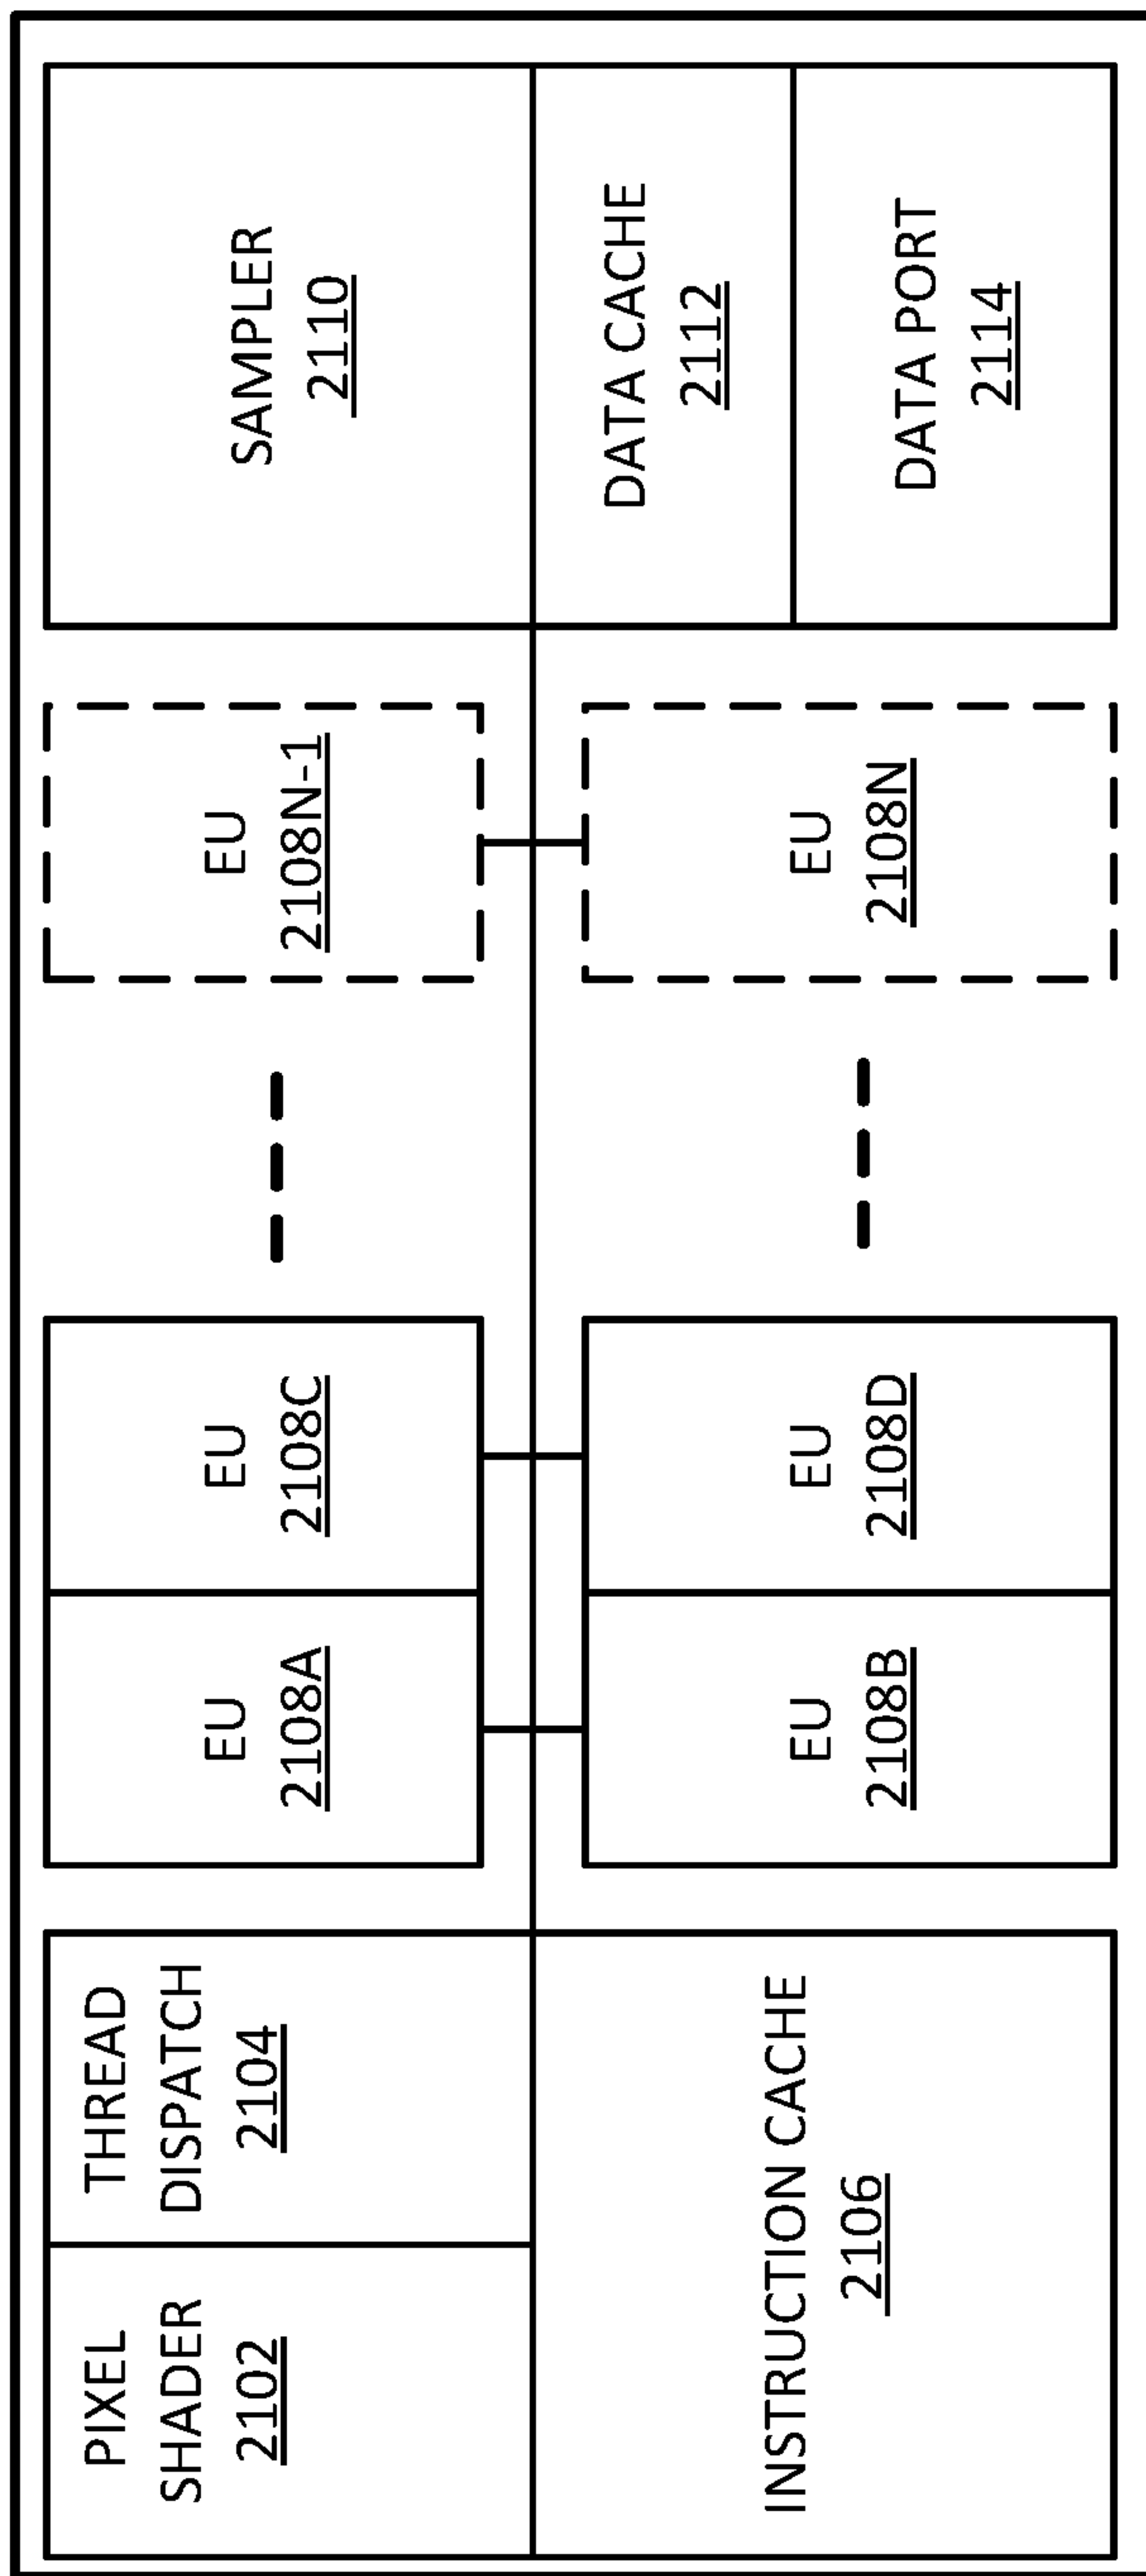 PIXEL
SHADER
2102
THREAD
DISPATCH
2104
INSTRUCTION CACHE
2106
EU
2108A
EU
2108C
EU
2108B
EU
2108D
EU
2108N-1
EU
2108N
SAMPLER
2110
DATA CACHE
2112
DATA PORT
2114